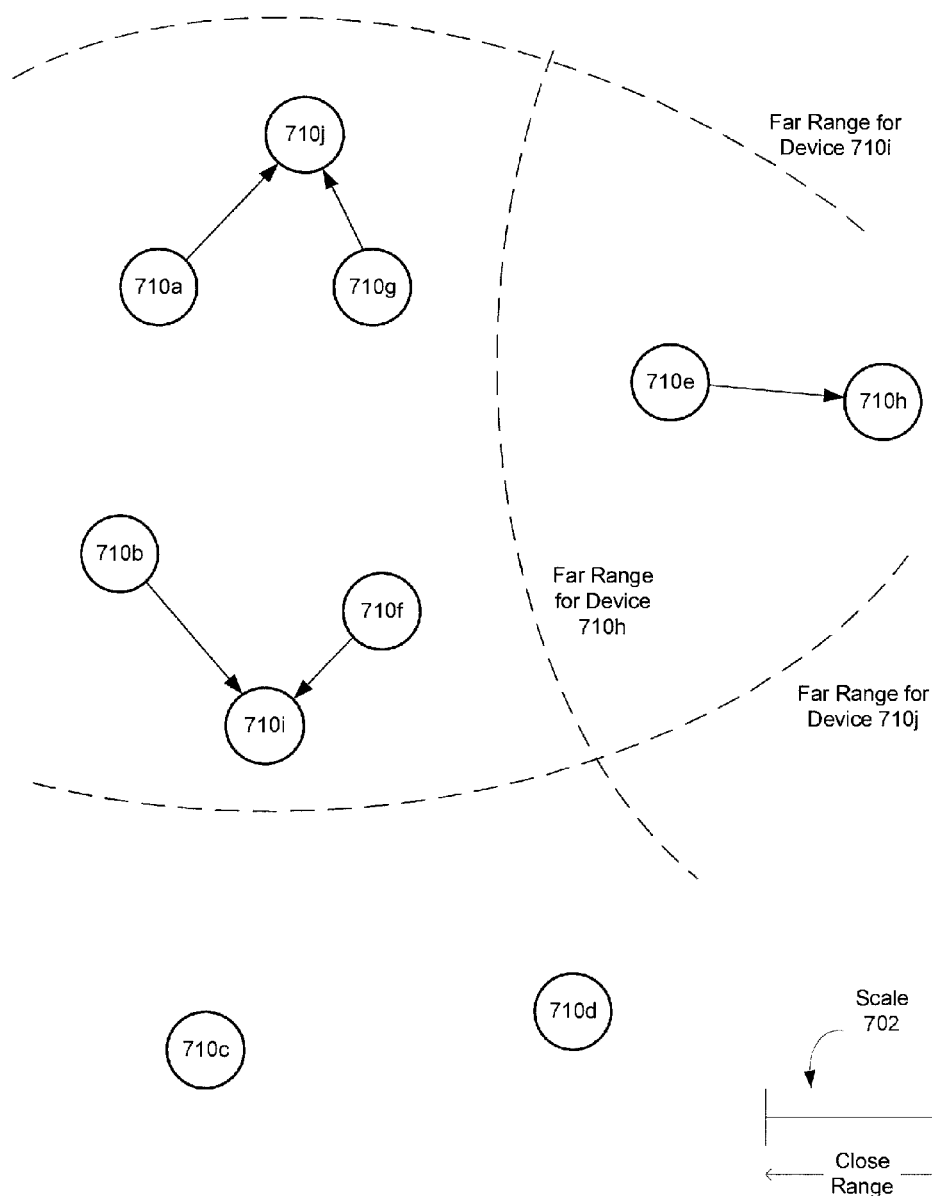 710j
Far Range for
Device 710i
710a
710g
710e
710h
710b
710f
Far Range
for Device
710h
710i
Far Range for
Device 710j
Scale
702
710d
710c
Close
Range